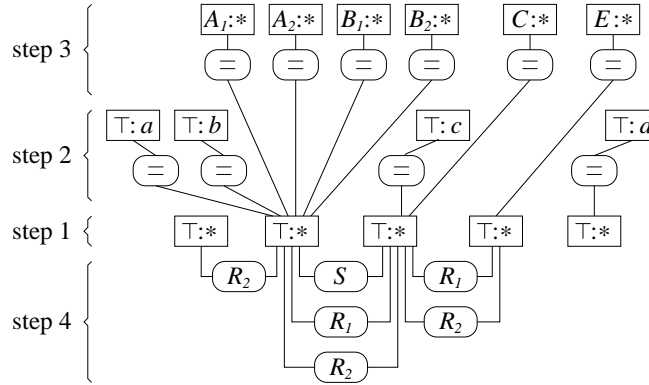 step 3 A₁:* A₂:* B₁:* B₂:* C:* E:*
= = = = = =
step 2 ⊤:a ⊤:b ⊤:c ⊤:a
= = = =
step 1 ⊤:* ⊤:* ⊤:* ⊤:* ⊤:*
R₂ S R₁
step 4 R₁ R₂
R₂